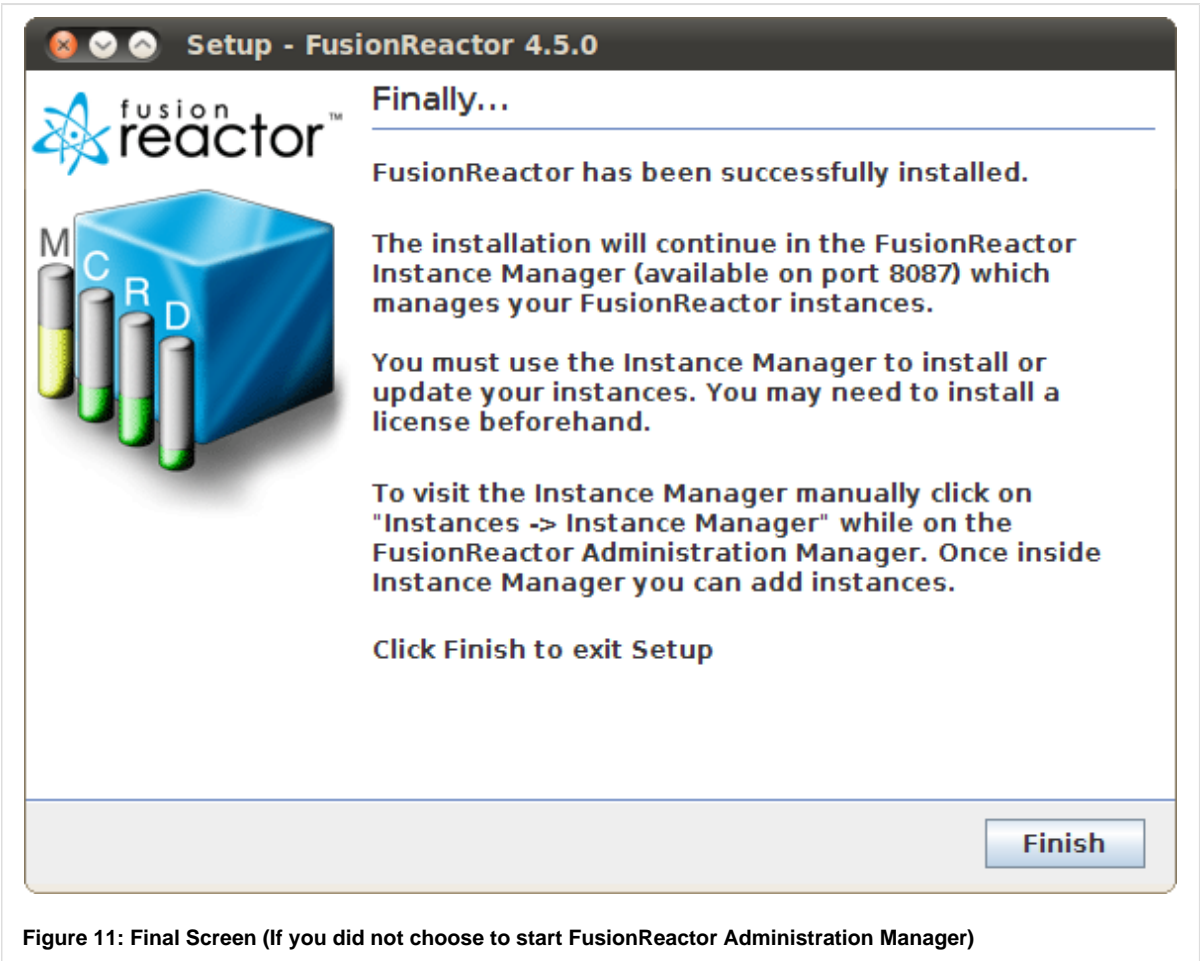 Setup - FusionReactor 4.5.0
fusion
reactor™
M
C
R
D
Finally...
FusionReactor has been successfully installed.
The installation will continue in the FusionReactor
Instance Manager (available on port 8087) which
manages your FusionReactor instances.
You must use the Instance Manager to install or
update your instances. You may need to install a
license beforehand.
To visit the Instance Manager manually click on
"Instances -> Instance Manager" while on the
FusionReactor Administration Manager. Once inside
Instance Manager you can add instances.
Click Finish to exit Setup
Finish
Figure 11: Final Screen (If you did not choose to start FusionReactor Administration Manager)